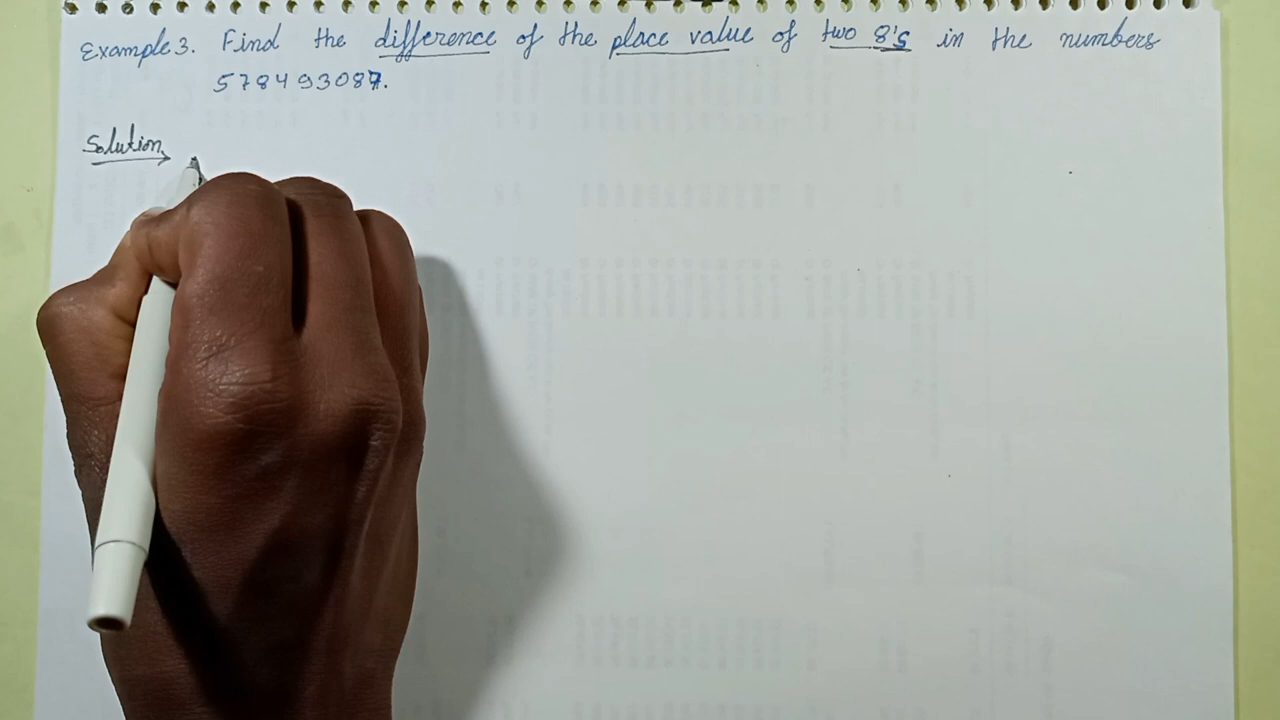 Example 3. Find the difference of the place value of two 8's in the numbers
578493087.
Solution